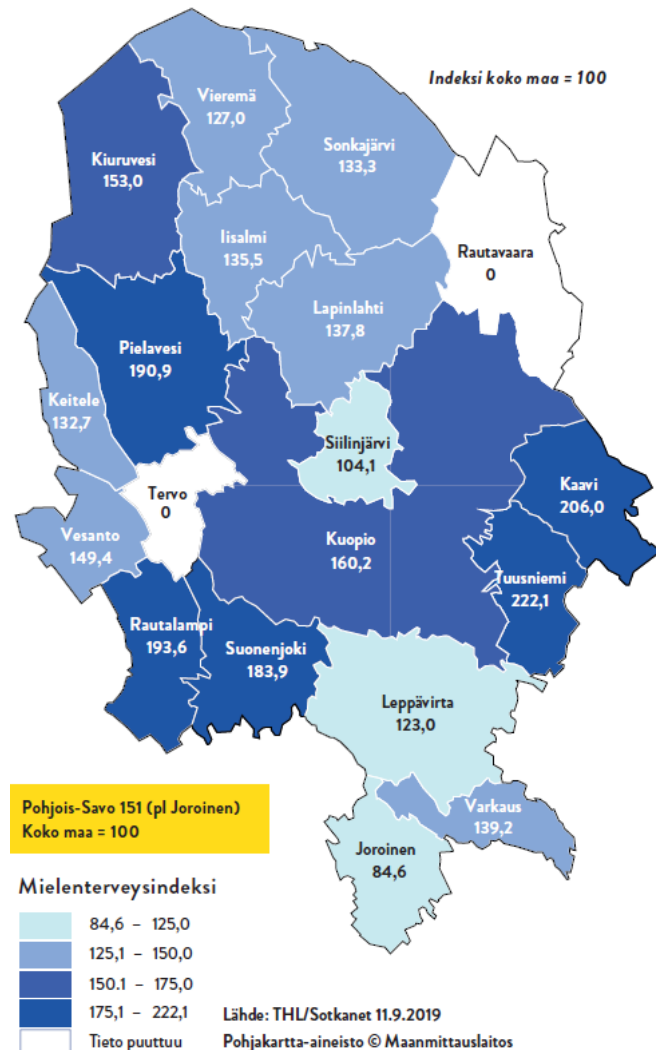 Indeksi koko maa = 100
Vieremä
127,0
Sonkajärvi
133,3
Kiuruvesi
153,0
Iisalmi
135,5
Rautavaara
0
Lapinlahti
137,8
Pielavesi
190,9
Keitele
132,7
Siilinjärvi
104,1
Kaavi
206,0
Tervo
0
Vesanto
149,4
Kuopio
160,2
Tuusniemi
222,1
Rautalampi
193,6
Suonenjoki
183,9
Leppävirta
123,0
Varkaus
139,2
Joroinen
84,6
Pohjois-Savo 151 (pl Joroinen)
Koko maa = 100
Mielenterveysindeksi
84,6 – 125,0
125,1 – 150,0
150.1 – 175,0
175,1 – 222,1
Tieto puuttuu
Lähde: THL/Sotkanet 11.9.2019
Pohjakartta-aineisto © Maanmittauslaitos